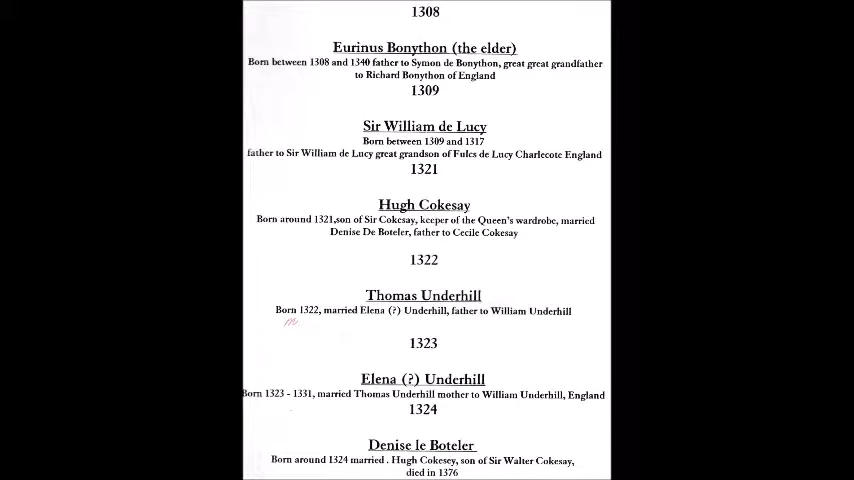 1308
Eurinus Bonython (the elder)
Born between 1308 and 1340 father to Symon de Bonython, great great grandfather
to Richard Bonython of England
1309
Sir William de Lucy
Born between 1309 and 1317
father to Sir William de Lucy great grandson of Fulcs de Lucy Charlecote England
1321
Hugh Cokesay
Born around 1321,son of Sir Cokesay, keeper of the Queen's wardrobe, married
Denise De Boteler, father to Cecile Cokesay
1322
Thomas Underhill
Born 1322, married Elena (?) Underhill, father to William Underhill
1323
Elena (?) Underhill
Born 1323 - 1331, married Thomas Underhill mother to William Underhill, England
1324
Denise le Boteler
Born around 1324 married . Hugh Cokesey, son of Sir Walter Cokesay,
died in 1376